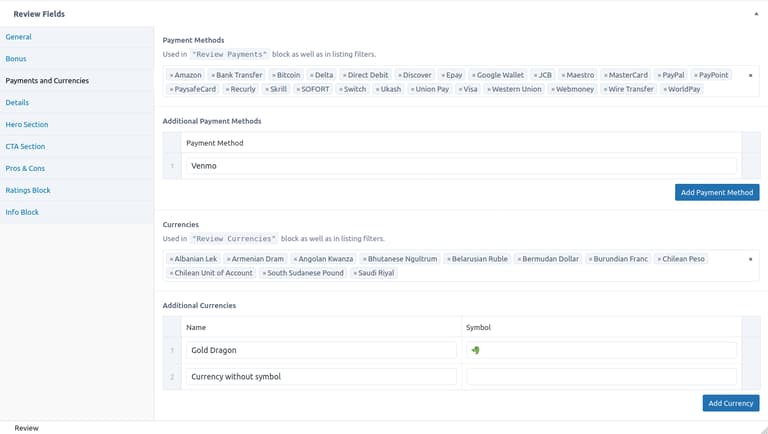 Review Fields
General
Bonus
Payments and Currencies
Details
Hero Section
CTA Section
Pros & Cons
Ratings Block
Info Block
Payment Methods
Used in "Review Payments" block as well as in listing filters.
×Amazon ×Bank Transfer ×Bitcoin ×Delta ×Direct Debit ×Discover ×Epay ×Google Wallet ×JCB ×Maestro ×MasterCard ×PayPal ×PayPoint
×PaysafeCard ×Recurly ×Skrill ×SOFORT ×Switch ×Ukash ×Union Pay ×Visa ×Western Union ×Webmoney ×Wire Transfer ×WorldPay
Additional Payment Methods
Payment Method
1 Venmo
Add Payment Method
Currencies
Used in "Review Currencies" block as well as in listing filters.
×Albanian Lek ×Armenian Dram ×Angolan Kwanza ×Bhutanese Ngultrum ×Belarusian Ruble ×Bermudan Dollar ×Burundian Franc ×Chilean Peso
×Chilean Unit of Account ×South Sudanese Pound ×Saudi Riyal
Additional Currencies
Name Symbol
1 Gold Dragon
2 Currency without symbol
Add Currency
Review